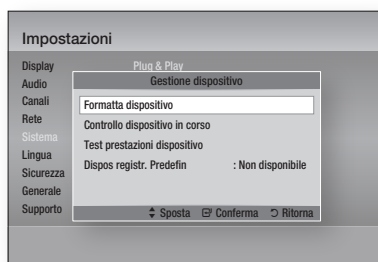 Impostazioni
Display
Plug & Play
Audio
Gestione dispositivo
Canali
Formatta dispositivo
Rete
Controllo dispositivo in corso
Sistema
Test prestazioni dispositivo
Lingua
Dispos registr. Predefin : Non disponibile
Sicurezza
Generale
Supporto
Sposta Conferma Ritorna